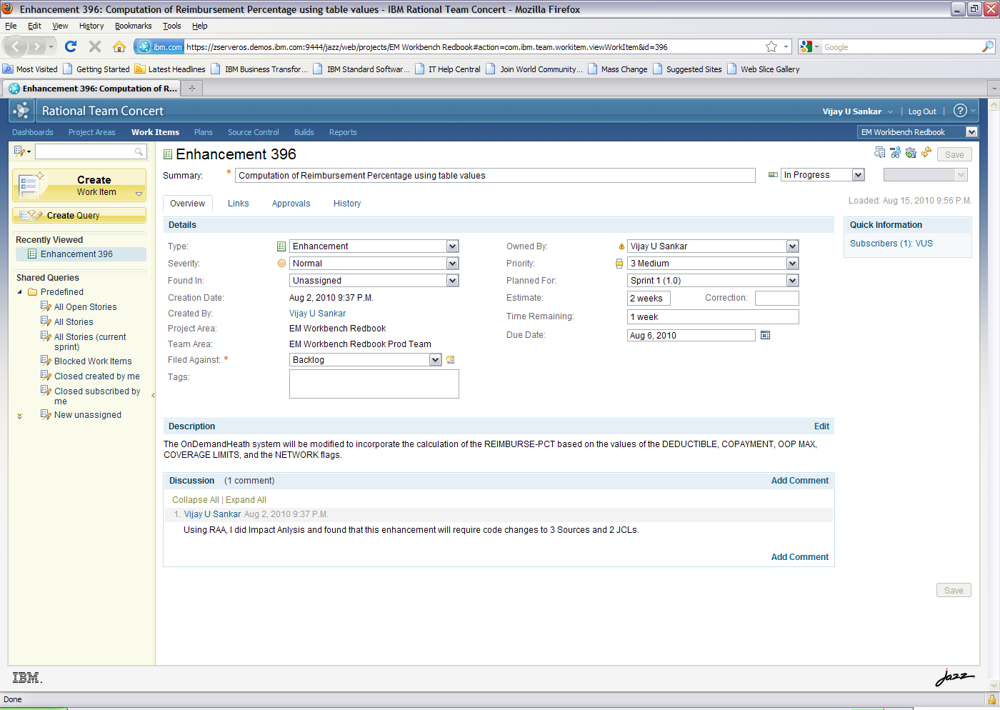 Enhancement 396: Computation of Reimbursement Percentage using table values - IBM Rational Team Concert - Mozilla Firefox
File Edit View History Bookmarks Tools Help
ibm.com https://zserveros.demos.ibm.com:9444/jazz/web/projects/EM Workbench Redbook#action=com.ibm.team.workitem.viewWorkItem&id=396 Google
Most Visited Getting Started Latest Headlines IBM Business Transfor... IBM Standard Softwar... IT Help Central Join World Community... Mass Change Suggested Sites Web Slice Gallery
Enhancement 396: Computation of R...
Rational Team Concert Vijay U Sankar | Log Out |
Dashboards Project Areas Work Items Plans Source Control Builds Reports EM Workbench Redbook
Enhancement 396 Save
Summary: * Computation of Reimbursement Percentage using table values In Progress
Create
Work Item
Create Query
Recently Viewed
Enhancement 396
Shared Queries
Predefined
All Open Stories
All Stories
All Stories (current
sprint)
Blocked Work Items
Closed created by me
Closed subscribed by
me
New unassigned
Overview Links Approvals History
Loaded: Aug 15, 2010 9:56 P.M.
Details
Type: Enhancement
Severity: Normal
Found In: Unassigned
Creation Date: Aug 2, 2010 9:37 P.M.
Created By: Vijay U Sankar
Project Area: EM Workbench Redbook
Team Area: EM Workbench Redbook Prod Team
Filed Against: * Backlog
Tags:
Owned By: Vijay U Sankar
Priority: 3 Medium
Planned For: Sprint 1 (1.0)
Estimate: 2 weeks Correction:
Time Remaining: 1 week
Due Date: Aug 6, 2010
Quick Information
Subscribers (1): VUS
Description Edit
The OnDemandHeath system will be modified to incorporate the calculation of the REIMBURSE-PCT based on the values of the DEDUCTIBLE, COPAYMENT, OOP MAX,
COVERAGE LIMITS, and the NETWORK flags.
Discussion (1 comment) Add Comment
Collapse All | Expand All
1. Vijay U Sankar Aug 2, 2010 9:37 P.M.
Using RAA, I did Impact Anlysis and found that this enhancement will require code changes to 3 Sources and 2 JCLs.
Add Comment
Save
IBM. jazz
Done